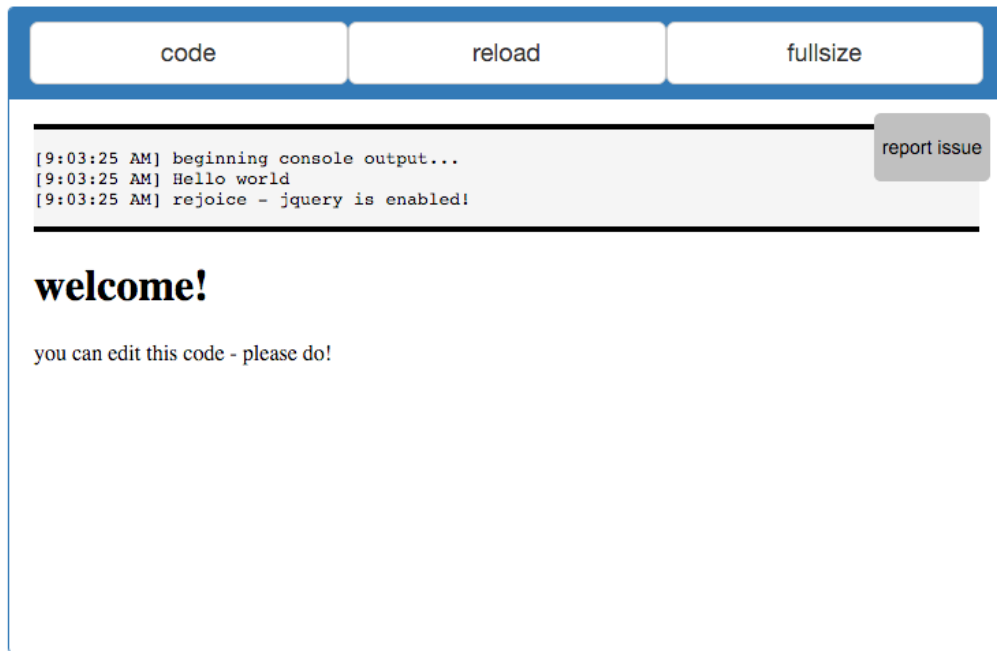 code
reload
fullsize
report issue
[9:03:25 AM] beginning console output...
[9:03:25 AM] Hello world
[9:03:25 AM] rejoice - jquery is enabled!
welcome!
you can edit this code - please do!